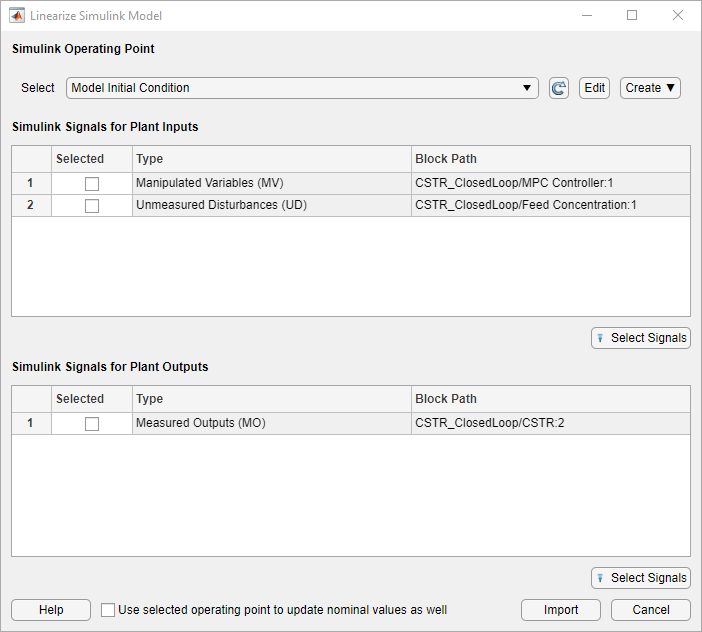 Linearize Simulink Model
Simulink Operating Point
Select Model Initial Condition Edit Create ▼
Simulink Signals for Plant Inputs
Selected Type Block Path
1 Manipulated Variables (MV) CSTR_ClosedLoop/MPC Controller:1
2 Unmeasured Disturbances (UD) CSTR_ClosedLoop/Feed Concentration:1
Select Signals
Simulink Signals for Plant Outputs
Selected Type Block Path
1 Measured Outputs (MO) CSTR_ClosedLoop/CSTR:2
Select Signals
Help Use selected operating point to update nominal values as well Import Cancel